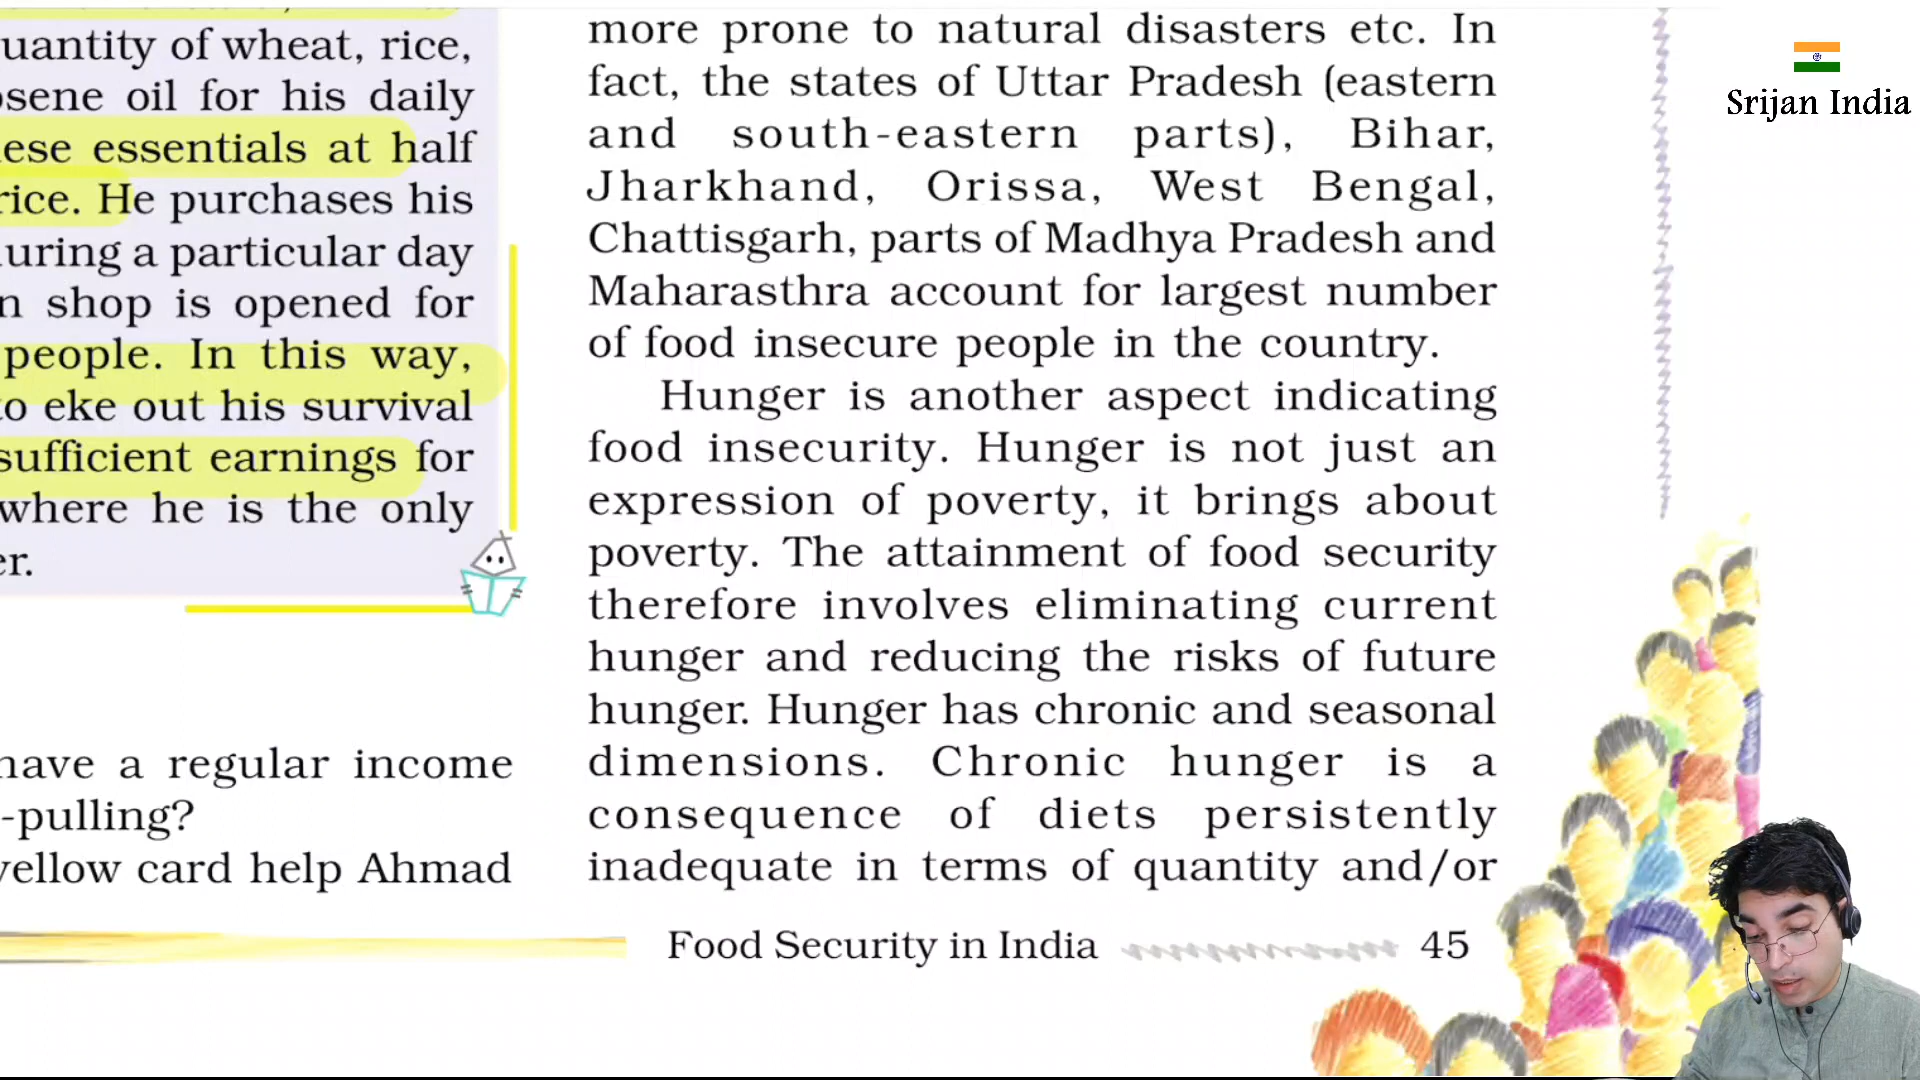 uantity of wheat, rice,
osene oil for his daily
ese essentials at half
rice. He purchases his
uring a particular day
n shop is opened for
people. In this way,
to eke out his survival
sufficient earnings for
where he is the only
er.
have a regular income
-pulling?
yellow card help Ahmad
more prone to natural disasters etc. In
fact, the states of Uttar Pradesh (eastern
and south-eastern parts), Bihar,
Jharkhand, Orissa, West Bengal,
Chattisgarh, parts of Madhya Pradesh and
Maharasthra account for largest number
of food insecure people in the country.
Hunger is another aspect indicating
food insecurity. Hunger is not just an
expression of poverty, it brings about
poverty. The attainment of food security
therefore involves eliminating current
hunger and reducing the risks of future
hunger. Hunger has chronic and seasonal
dimensions. Chronic hunger is a
consequence of diets persistently
inadequate in terms of quantity and/or
Food Security in India 45
Srijan India